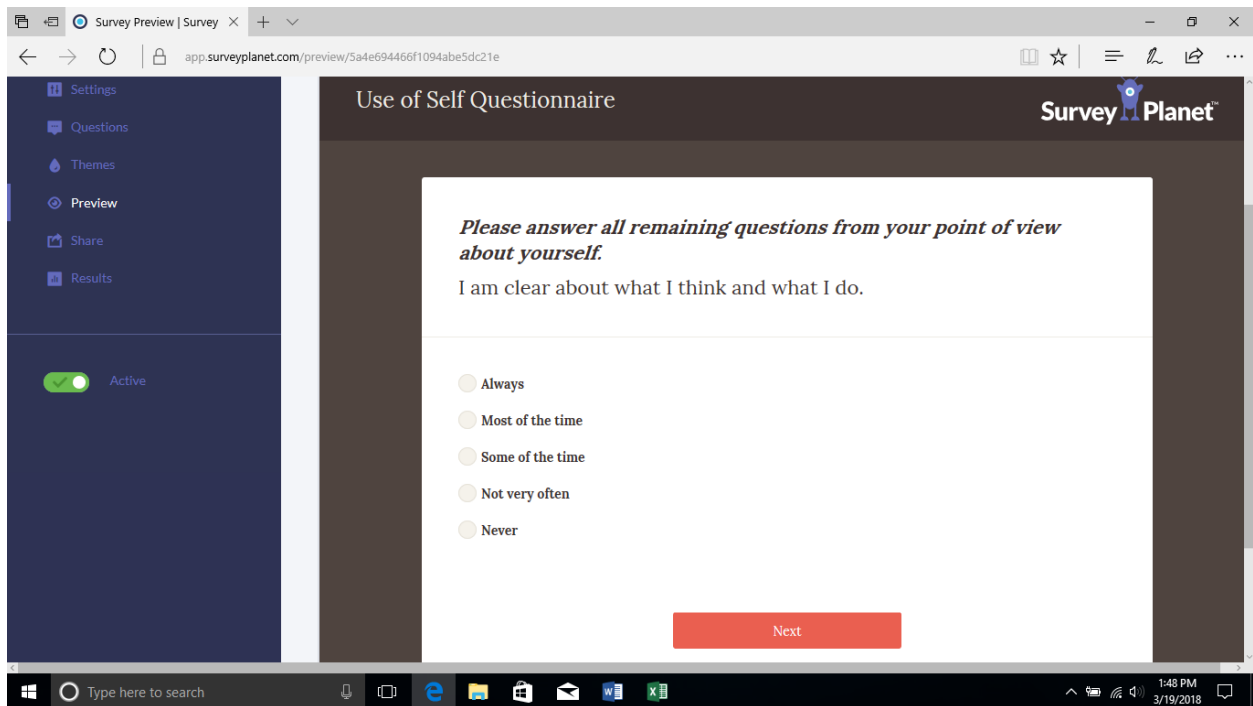 Survey Preview | Survey
app.surveyplanet.com/preview/5a4e694466f1094abe5dc21e
Settings
Questions
Themes
Preview
Share
Results
Active
Use of Self Questionnaire
Survey Planet™
Please answer all remaining questions from your point of view
about yourself.
I am clear about what I think and what I do.
Always
Most of the time
Some of the time
Not very often
Never
Next
Type here to search
1:48 PM
3/19/2018